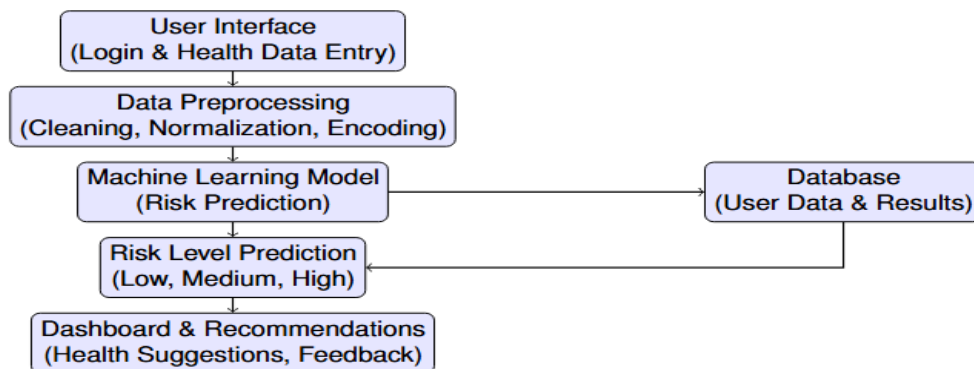 User Interface
(Login & Health Data Entry)
Data Preprocessing
(Cleaning, Normalization, Encoding)
Machine Learning Model
(Risk Prediction)
Database
(User Data & Results)
Risk Level Prediction
(Low, Medium, High)
Dashboard & Recommendations
(Health Suggestions, Feedback)